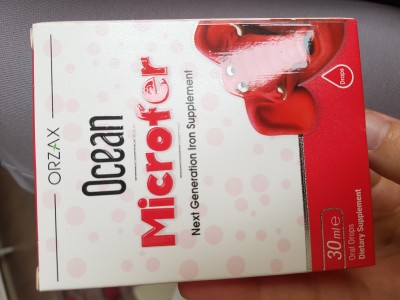 ORZAX
Ocean
Microfer
Next Generation Iron Supplement
Drops
30 ml e
Oral Drops
Dietary Supplement